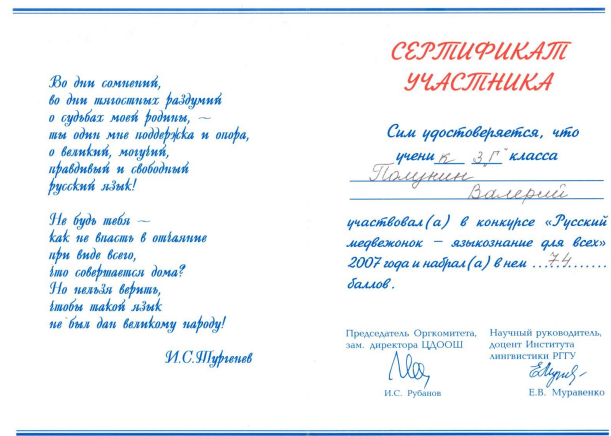 Во дни сомнений,
во дни тягостных раздумий
о судьбах моей родины, —
ты один мне поддержка и опора,
о великий, могучий,
правдивый и свободный
русский язык!
Не будь тебя —
как не впасть в отчаяние
при виде всего,
что совершается дома?
Но нельзя верить,
чтобы такой язык
не был дан великому народу!
И.С.Тургенев
СЕРТИФИКАТ
УЧАСТНИКА
Сим удостоверяется, что
учени к 3„Г" класса
Полунин
Валерий
участвовал(а) в конкурсе «Русский
медвежонок – языкознание для всех»
2007 года и набрал(а) в нем 74
баллов.
Председатель Оргкомитета,
зам. директора ЦДООШ
И.С. Рубанов
Научный руководитель,
доцент Института
лингвистики РГГУ
Е.В. Муравенко